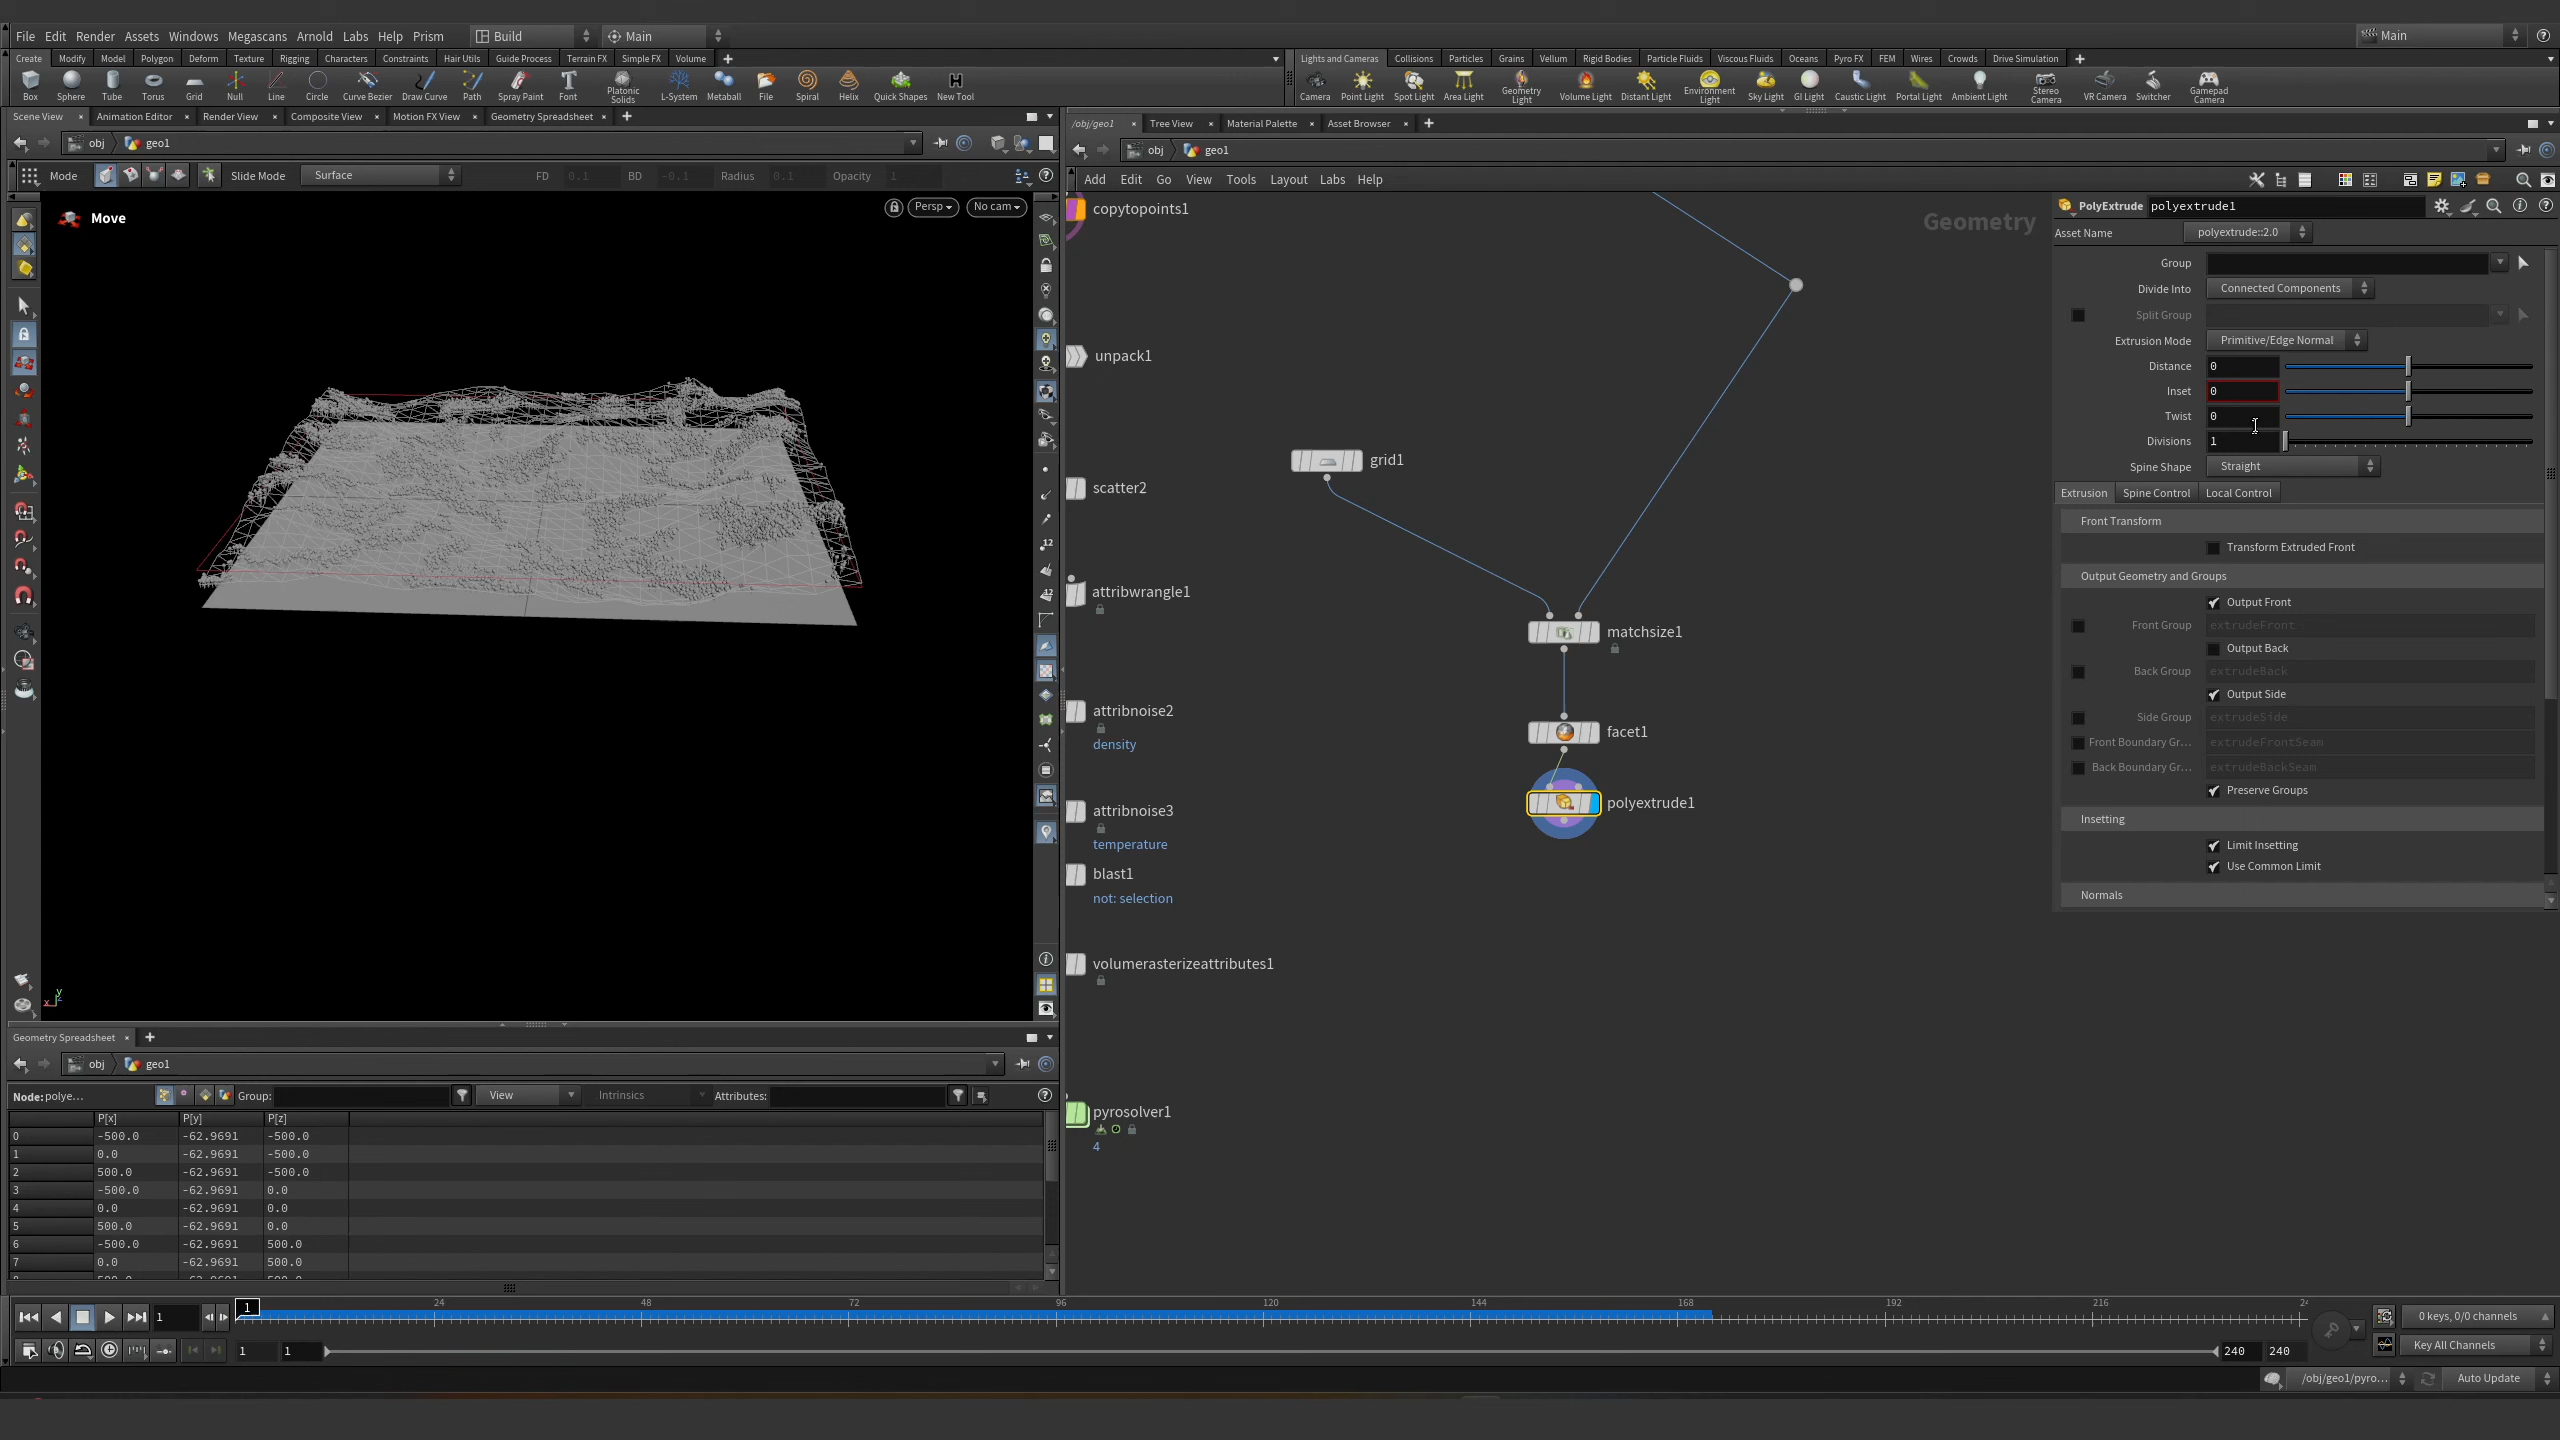 File Edit Render Assets Windows Megascans Arnold Labs Help Prism Build Main Main
Create Modify Model Polygon Deform Texture Rigging Characters Constraints Hair Utils Guide Process Terrain FX Simple FX Volume
Lights and Cameras Collisions Particles Grains Vellum Rigid Bodies Particle Fluids Viscous Fluids Oceans Pyro FX FEM Wires Crowds Drive Simulation
Box Sphere Tube Torus Grid Null Line Circle Curve Bezier Draw Curve Path Spray Paint Font Platonic Solids L-System Metaball File Spiral Helix Quick Shapes New Tool
Camera Point Light Spot Light Area Light Geometry Light Volume Light Distant Light Environment Light Sky Light GI Light Caustic Light Portal Light Ambient Light Stereo Camera VR Camera Switcher Gamepad Camera
Scene View Animation Editor Render View Composite View Motion FX View Geometry Spreadsheet
obj geo1
Mode Slide Mode Surface FD 0.1 BD -0.1 Radius 0.1 Opacity 1
Move
Persp No cam
/obj/geo1 Tree View Material Palette Asset Browser
obj geo1
Add Edit Go View Tools Layout Labs Help
Geometry
copytopoints1
unpack1
grid1
scatter2
attribwrangle1
matchsize1
attribnoise2
density
facet1
polyextrude1
attribnoise3
temperature
blast1
not: selection
volumerasterizeattributes1
pyrosolver1
4
PolyExtrude polyextrude1
Asset Name polyextrude::2.0
Group
Divide Into Connected Components
Split Group
Extrusion Mode Primitive/Edge Normal
Distance 0
Inset 0
Twist 0
Divisions 1
Spine Shape Straight
Extrusion Spine Control Local Control
Front Transform
Transform Extruded Front
Output Geometry and Groups
Output Front
Front Group extrudeFront
Output Back
Back Group extrudeBack
Output Side
Side Group extrudeSide
Front Boundary Gr... extrudeFrontSeam
Back Boundary Gr... extrudeBackSeam
Preserve Groups
Insetting
Limit Insetting
Use Common Limit
Normals
Geometry Spreadsheet
obj geo1
Node: polye... Group: View Intrinsics Attributes:
P[x] P[y] P[z]
0 -500.0 -62.9691 -500.0
1 0.0 -62.9691 -500.0
2 500.0 -62.9691 -500.0
3 -500.0 -62.9691 0.0
4 0.0 -62.9691 0.0
5 500.0 -62.9691 0.0
6 -500.0 -62.9691 500.0
7 0.0 -62.9691 500.0
1 1 24 48 72 96 120 144 168 192 216
0 keys, 0/0 channels
1 1 240 240 Key All Channels
/obj/geo1/pyro... Auto Update